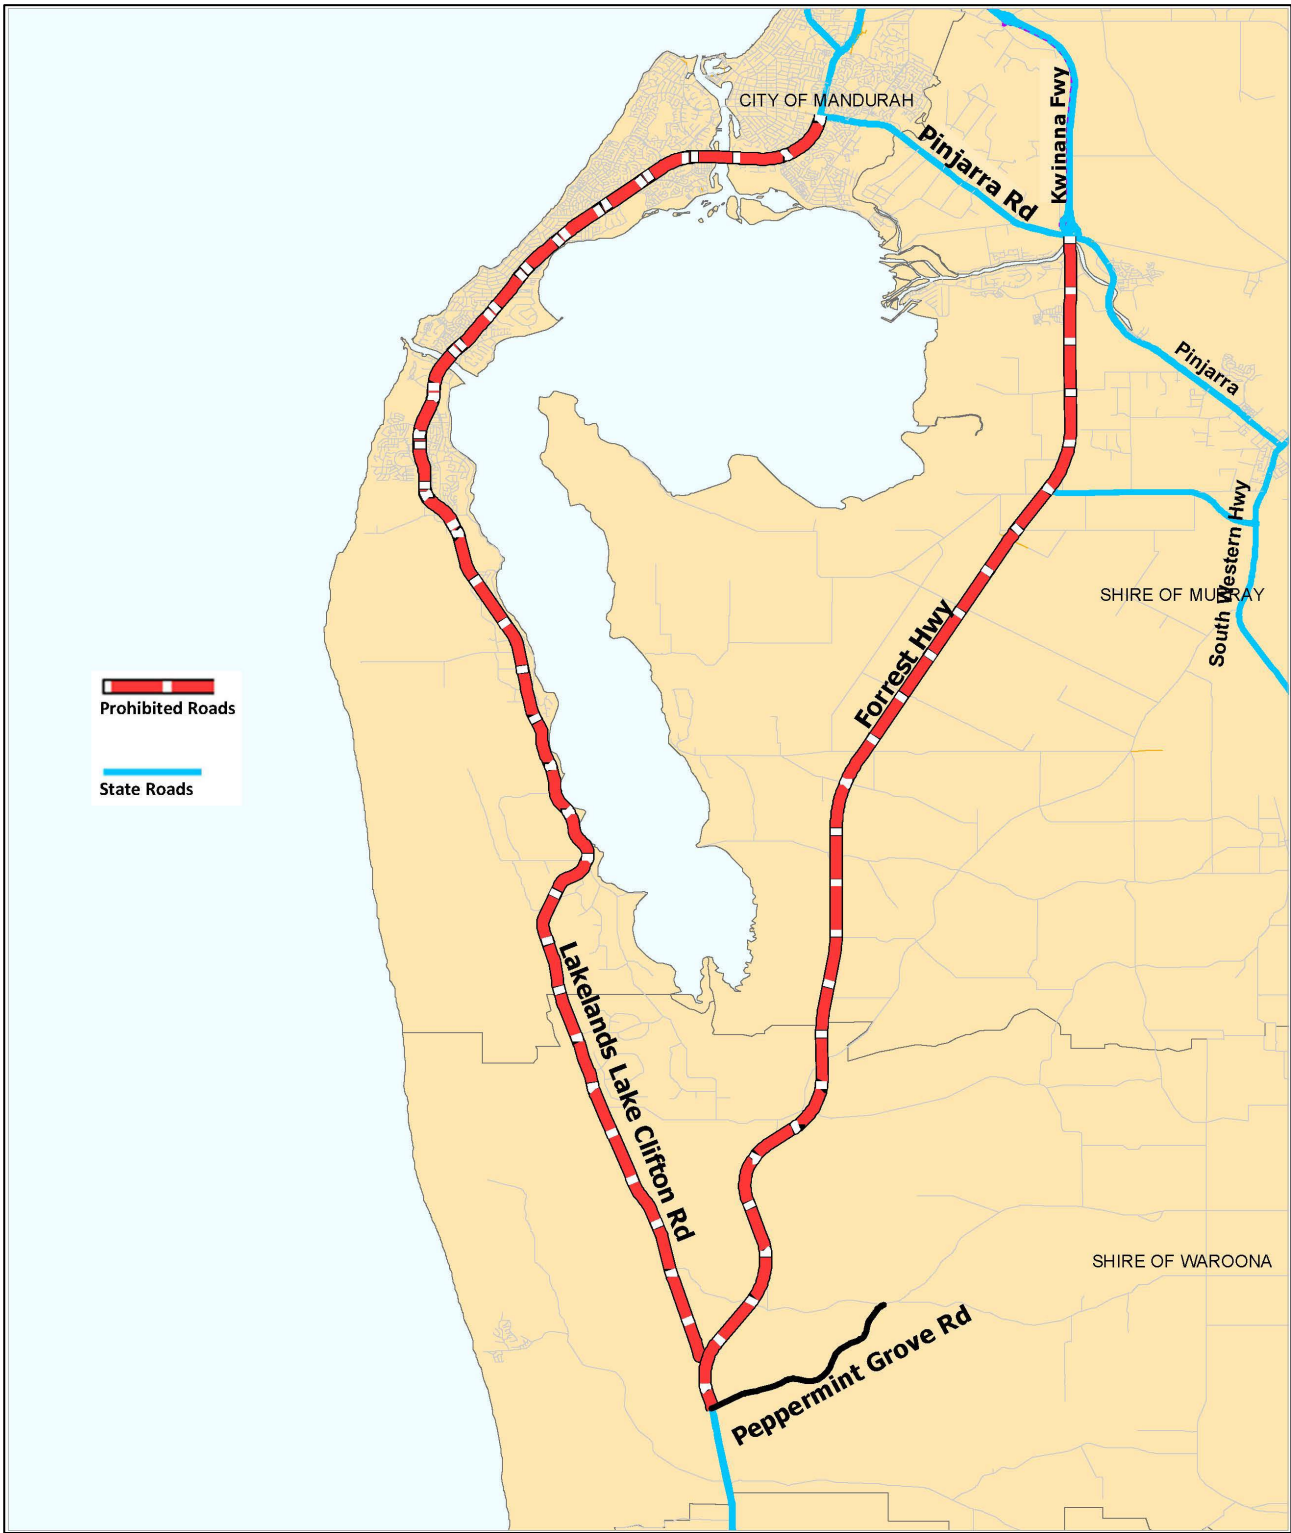 CITY OF MANDURAH
Kwinana Fwy
Pinjarra Rd
Pinjarra
South Western Hwy
SHIRE OF MURRAY
Forrest Hwy
Prohibited Roads
State Roads
Lakelands Lake Clifton Rd
SHIRE OF WAROONA
Peppermint Grove Rd